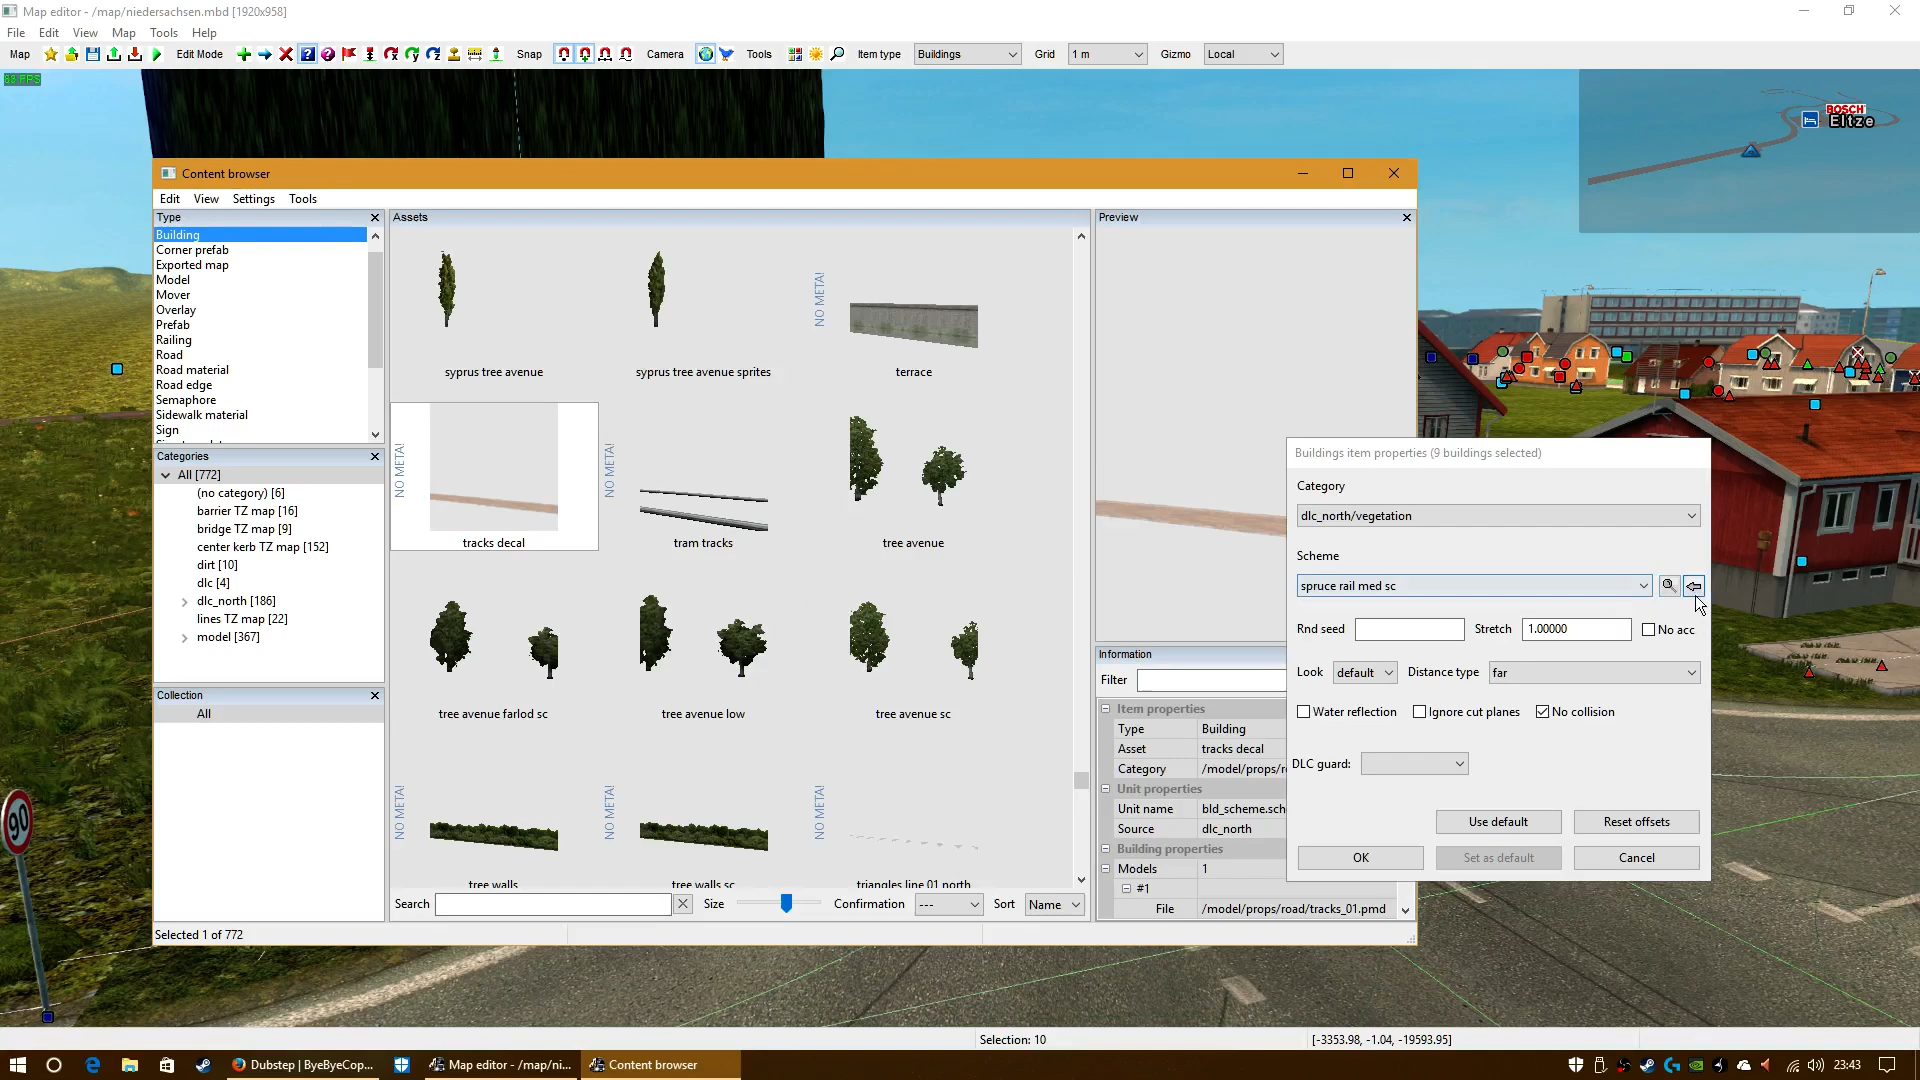 Map editor - /map/niedersachsen.mbd [1920x958]
File Edit View Map Tools Help
Map Edit Mode Snap Camera Tools Item type Buildings Grid 1 m Gizmo Local
BOSCH
Eltze
Content browser
Edit View Settings Tools
Type
Building
Corner prefab
Exported map
Model
Mover
Overlay
Prefab
Railing
Road
Road material
Road edge
Semaphore
Sidewalk material
Sign
Categories
All [772]
(no category) [6]
barrier TZ map [16]
bridge TZ map [9]
center kerb TZ map [152]
dirt [10]
dlc [4]
dlc_north [186]
lines TZ map [22]
model [367]
Collection
All
Assets
syprus tree avenue
syprus tree avenue sprites
NO META!
terrace
NO META!
tracks decal
NO META!
tram tracks
tree avenue
tree avenue farlod sc
tree avenue low
tree avenue sc
NO META!
tree walls
NO META!
tree walls sc
NO META!
triangles line 01 north
Search Size Confirmation --- Sort Name
Selected 1 of 772
Preview
Information
Filter
Item properties
Type Building
Asset tracks decal
Category /model/props/r
Unit properties
Unit name bld_scheme.sch
Source dlc_north
Building properties
Models 1
#1
File /model/props/road/tracks_01.pmd
Buildings item properties (9 buildings selected)
Category
dlc_north/vegetation
Scheme
spruce rail med sc
Rnd seed Stretch 1.00000 No acc
Look default Distance type far
Water reflection Ignore cut planes No collision
DLC guard:
Use default Reset offsets
OK Set as default Cancel
90
Selection: 10
[-3353.98, -1.04, -19593.95]
Dubstep | ByeByeCop...
Map editor - /map/ni...
Content browser
23:43